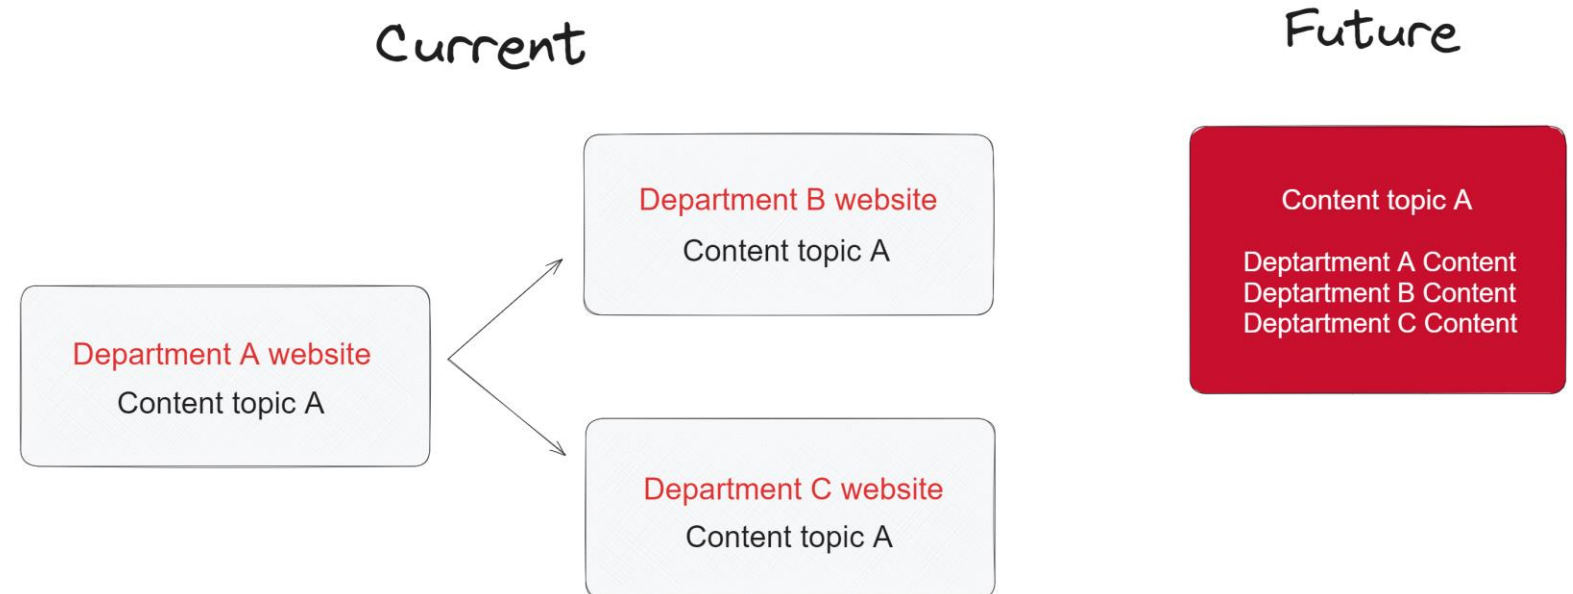 Current
Department A website
Content topic A
Department B website
Content topic A
Department C website
Content topic A
Future
Content topic A
Deptartment A Content
Deptartment B Content
Deptartment C Content